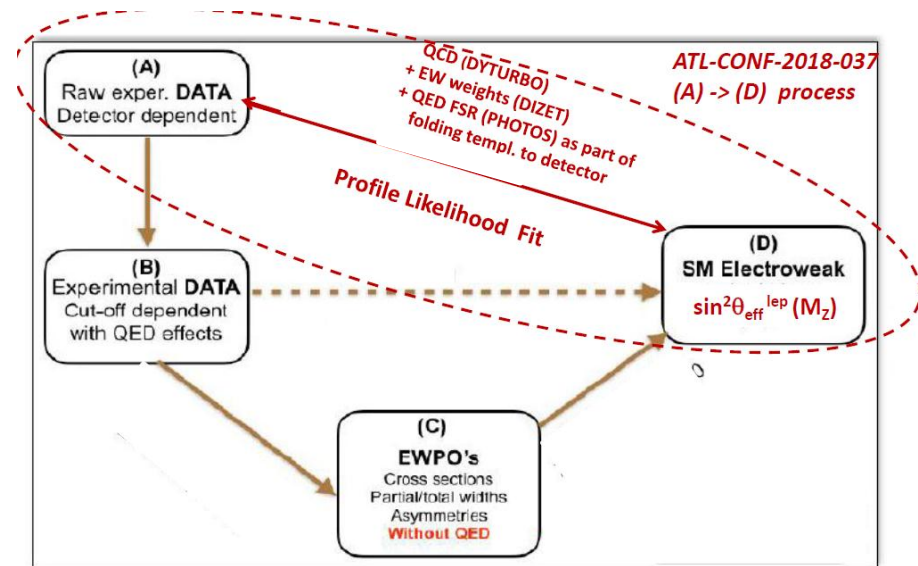 (A)
Raw exper. DATA
Detector dependent
QCD (DYTURBO)
+ EW weights (DIZET)
+ QED FSR (PHOTOS) as part of
folding templ. to detector
ATL-CONF-2018-037
(A) -> (D) process
Profile Likelihood Fit
(B)
Experimental DATA
Cut-off dependent
with QED effects
(D)
SM Electroweak
sin²θeff lep (MZ)
(C)
EWPO's
Cross sections
Partial/total widths
Asymmetries
Without QED